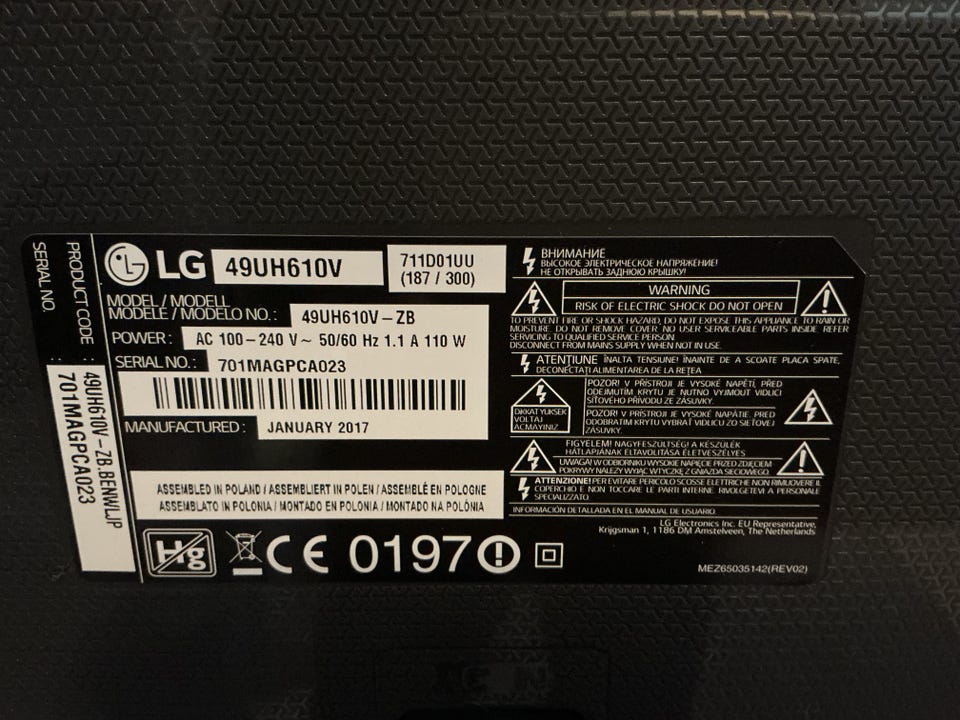 SERIAL NO.
PRODUCT CODE
: 49UH610V-ZB.BENWLJP
: 701MAGPCA023
LG 49UH610V
711D01UU
(187 / 300)
MODEL / MODELL
MODELE / MODELO NO.: 49UH610V-ZB
POWER: AC 100-240 V~ 50/60 Hz 1.1 A 110 W
SERIAL NO.: 701MAGPCA023
MANUFACTURED: JANUARY 2017
ASSEMBLED IN POLAND / ASSEMBLIERT IN POLEN / ASSEMBLÉ EN POLOGNE
ASSEMBLATO IN POLONIA / MONTADO EN POLONIA / MONTADO NA POLÓNIA
Hg CE 0197
ВНИМАНИЕ
ВЫСОКОЕ ЭЛЕКТРИЧЕСКОЕ НАПРЯЖЕНИЕ!
НЕ ОТКРЫВАТЬ ЗАДНЮЮ КРЫШКУ!
WARNING
RISK OF ELECTRIC SHOCK DO NOT OPEN
TO PREVENT FIRE OR SHOCK HAZARD, DO NOT EXPOSE THIS APPLIANCE TO RAIN OR
MOISTURE. DO NOT REMOVE COVER. NO USER SERVICEABLE PARTS INSIDE. REFER
SERVICING TO QUALIFIED SERVICE PERSON.
DISCONNECT FROM MAINS SUPPLY WHEN NOT IN USE.
ATENŢIUNE ÎNALTA TENSIUNE! ÎNAINTE DE A SCOATE PLACA SPATE,
DECONECTAŢI ALIMENTAREA DE LA REŢEA
DİKKAT YÜKSEK
VOLTAJ
AÇMAYINIZ
POZOR! V PŘÍSTROJI JE VYSOKÉ NAPĚTÍ, PŘED
ODEJMUTÍM KRYTU JE NUTNO VYJMOUT VIDLICI
SÍŤOVÉHO PŘÍVODU ZE ZÁSUVKY.
POZOR! V PRÍSTROJI JE VYSOKÉ NAPÄTIE. PRED
ODOBRATÍM KRYTU VYBRAŤ VIDLICU ZO SIEŤOVEJ
ZÁSUVKY.
FIGYELEM! NAGYFESZÜLTSÉG! A KÉSZÜLÉK
HÁTLAPJÁNAK ELTÁVOLÍTÁSA ÉLETVESZÉLYES
UWAGA! W ODBIORNIKU WYSOKIE NAPIĘCIE PRZED ZDJĘCIEM
POKRYWY NALEŻY WYJĄĆ WTYCZKĘ Z GNIAZDA SIECIOWEGO
ATTENZIONE! PER EVITARE PERICOLO SCOSSE ELETTRICHE NON RIMUOVERE IL
COPERCHIO E NON TOCCARE LE PARTI INTERNE. RIVOLGETEVI A PERSONALE
SPECIALIZZATO
INFORMACIÓN DETALLADA EN EL MANUAL DE USUARIO.
LG Electronics Inc. EU Representative,
Krijgsman 1, 1186 DM Amstelveen, The Netherlands
MEZ65035142(REV02)